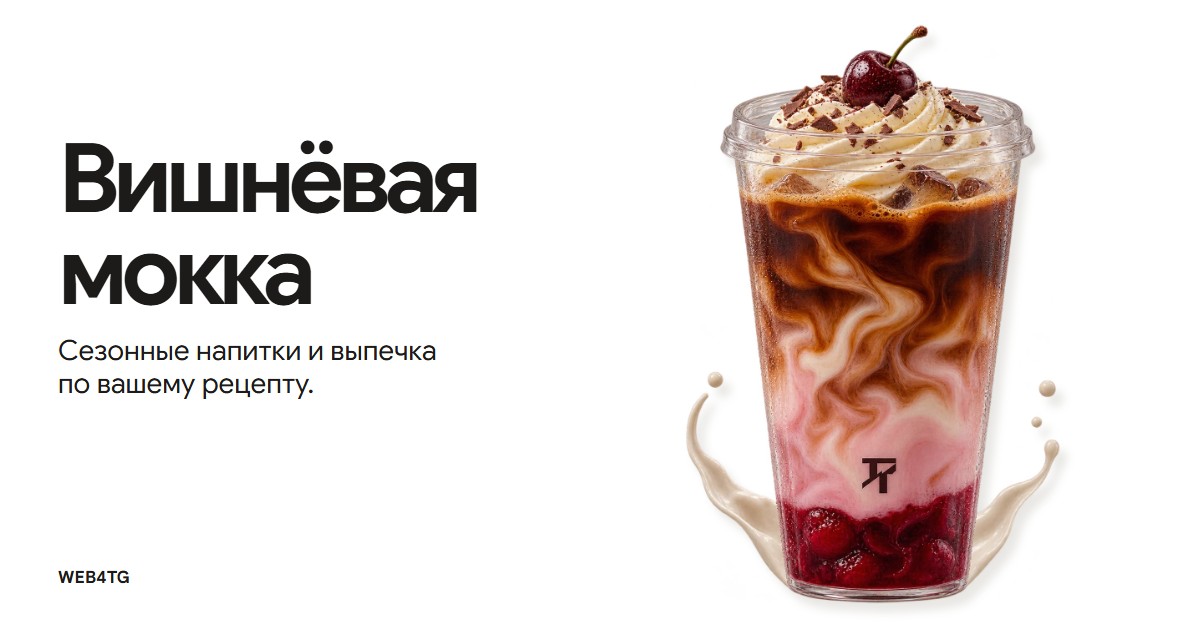 Вишнёвая
мокка
Сезонные напитки и выпечка
по вашему рецепту.
WEB4TG